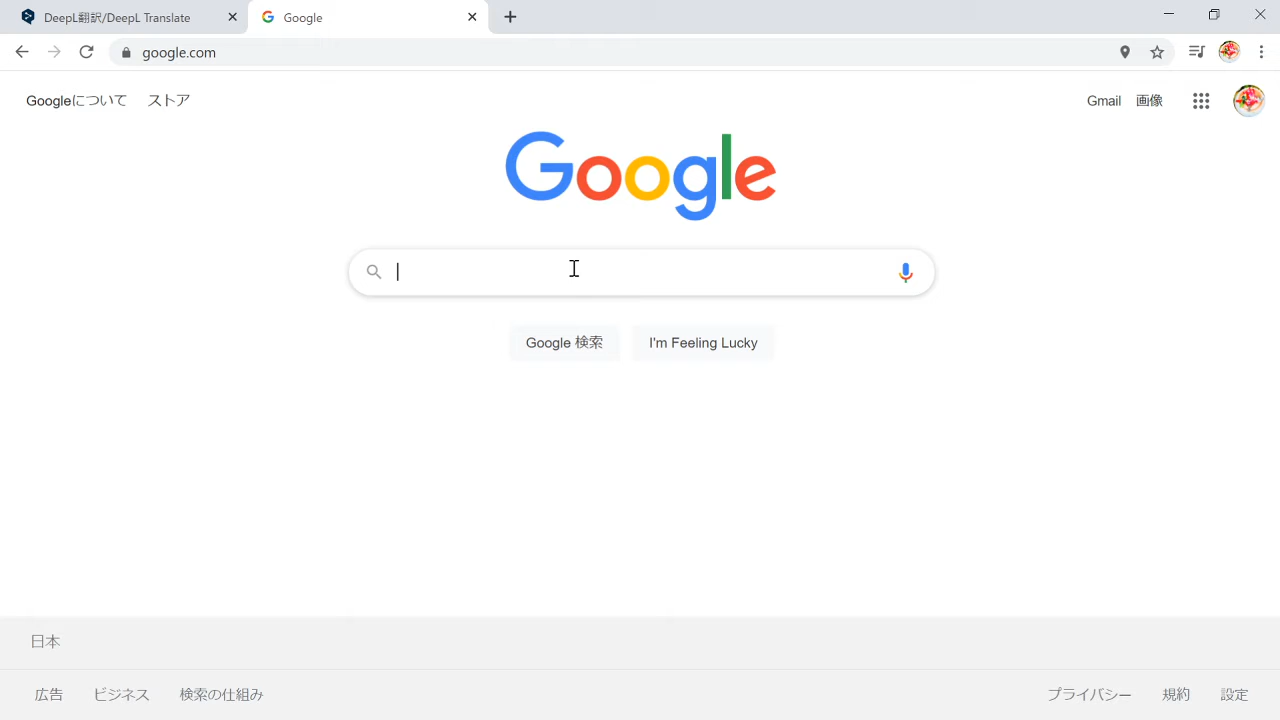 DeepL翻訳/DeepL Translate
Google
google.com
Googleについて ストア
Gmail 画像
Google
Google 検索 I'm Feeling Lucky
日本
広告 ビジネス 検索の仕組み
プライバシー 規約 設定